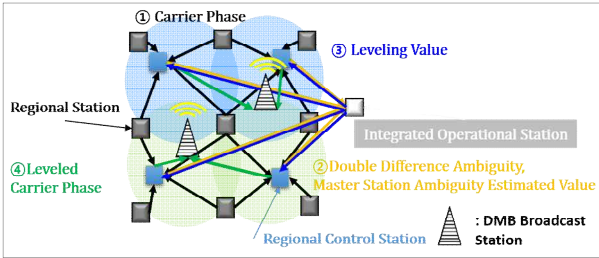 ① Carrier Phase
③ Leveling Value
Regional Station
Integrated Operational Station
④Leveled
Carrier Phase
②Double Difference Ambiguity,
Master Station Ambiguity Estimated Value
: DMB Broadcast
Station
Regional Control Station